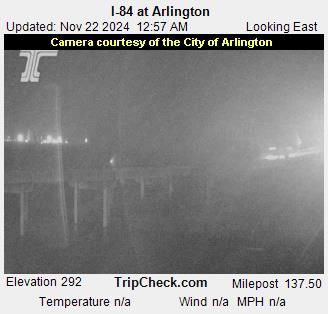 I-84 at Arlington
Updated: Nov 22 2024 12:57 AM Looking East
Camera courtesy of the City of Arlington
Elevation 292 TripCheck.com Milepost 137.50
Temperature n/a Wind n/a MPH n/a